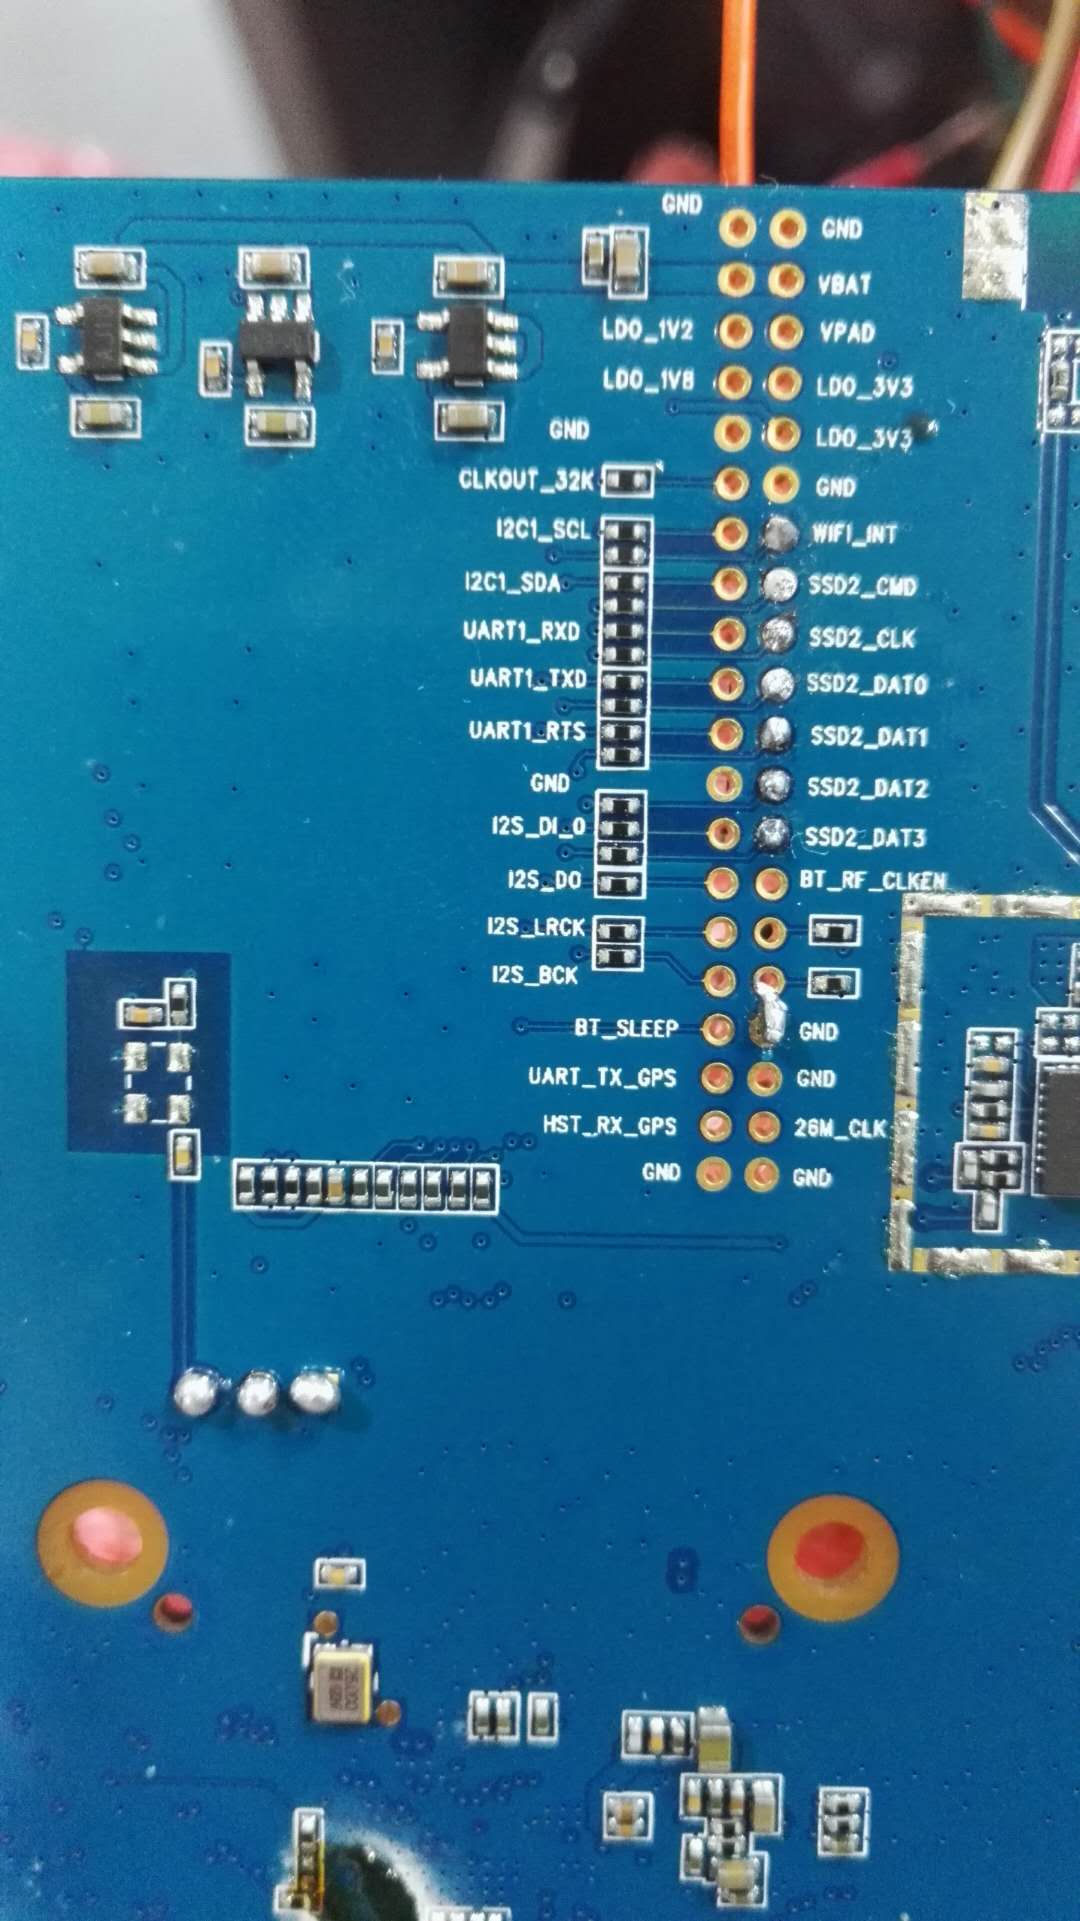 GND
GND
VBAT
LDO_1V2 VPAD
LDO_1V8 LDO_3V3
GND LDO_3V3
CLKOUT_32K GND
I2C1_SCL WIFI_INT
I2C1_SDA SSD2_CMD
UART1_RXD SSD2_CLK
UART1_TXD SSD2_DAT0
UART1_RTS SSD2_DAT1
GND SSD2_DAT2
I2S_DI_0 SSD2_DAT3
I2S_DO BT_RF_CLKEN
I2S_LRCK
I2S_BCK
BT_SLEEP GND
UART_TX_GPS GND
HST_RX_GPS 26M_CLK
GND GND